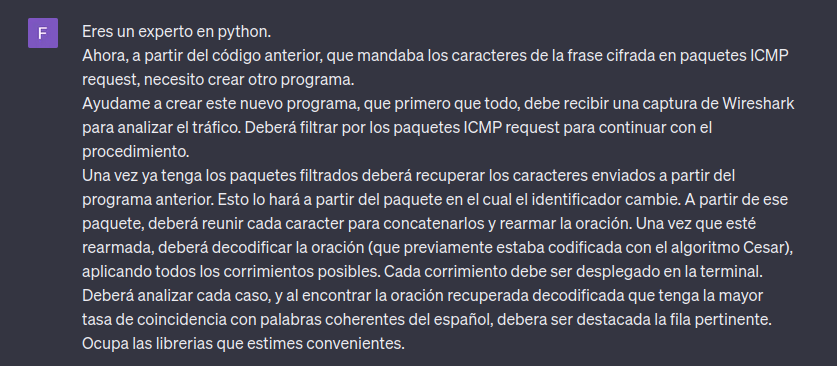 F
Eres un experto en python.
Ahora, a partir del código anterior, que mandaba los caracteres de la frase cifrada en paquetes ICMP
request, necesito crear otro programa.
Ayudame a crear este nuevo programa, que primero que todo, debe recibir una captura de Wireshark
para analizar el tráfico. Deberá filtrar por los paquetes ICMP request para continuar con el
procedimiento.
Una vez ya tenga los paquetes filtrados deberá recuperar los caracteres enviados a partir del
programa anterior. Esto lo hará a partir del paquete en el cual el identificador cambie. A partir de ese
paquete, deberá reunir cada caracter para concatenarlos y rearmar la oración. Una vez que esté
rearmada, deberá decodificar la oración (que previamente estaba codificada con el algoritmo Cesar),
aplicando todos los corrimientos posibles. Cada corrimiento debe ser desplegado en la terminal.
Deberá analizar cada caso, y al encontrar la oración recuperada decodificada que tenga la mayor
tasa de coincidencia con palabras coherentes del español, debera ser destacada la fila pertinente.
Ocupa las librerias que estimes convenientes.